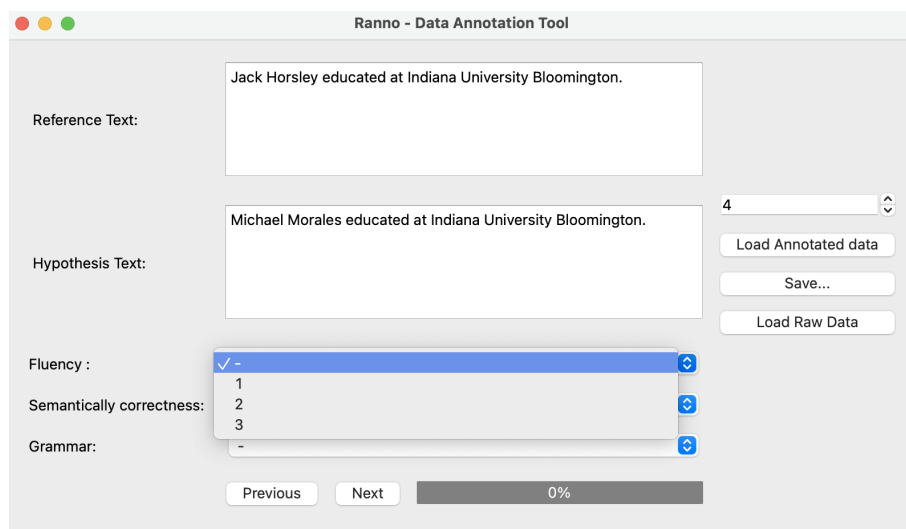 Ranno - Data Annotation Tool
Reference Text:
Jack Horsley educated at Indiana University Bloomington.
Hypothesis Text:
Michael Morales educated at Indiana University Bloomington.
4
Load Annotated data
Save...
Load Raw Data
Fluency :
✓ -
1
Semantically correctness:
2
3
Grammar:
-
Previous
Next
0%